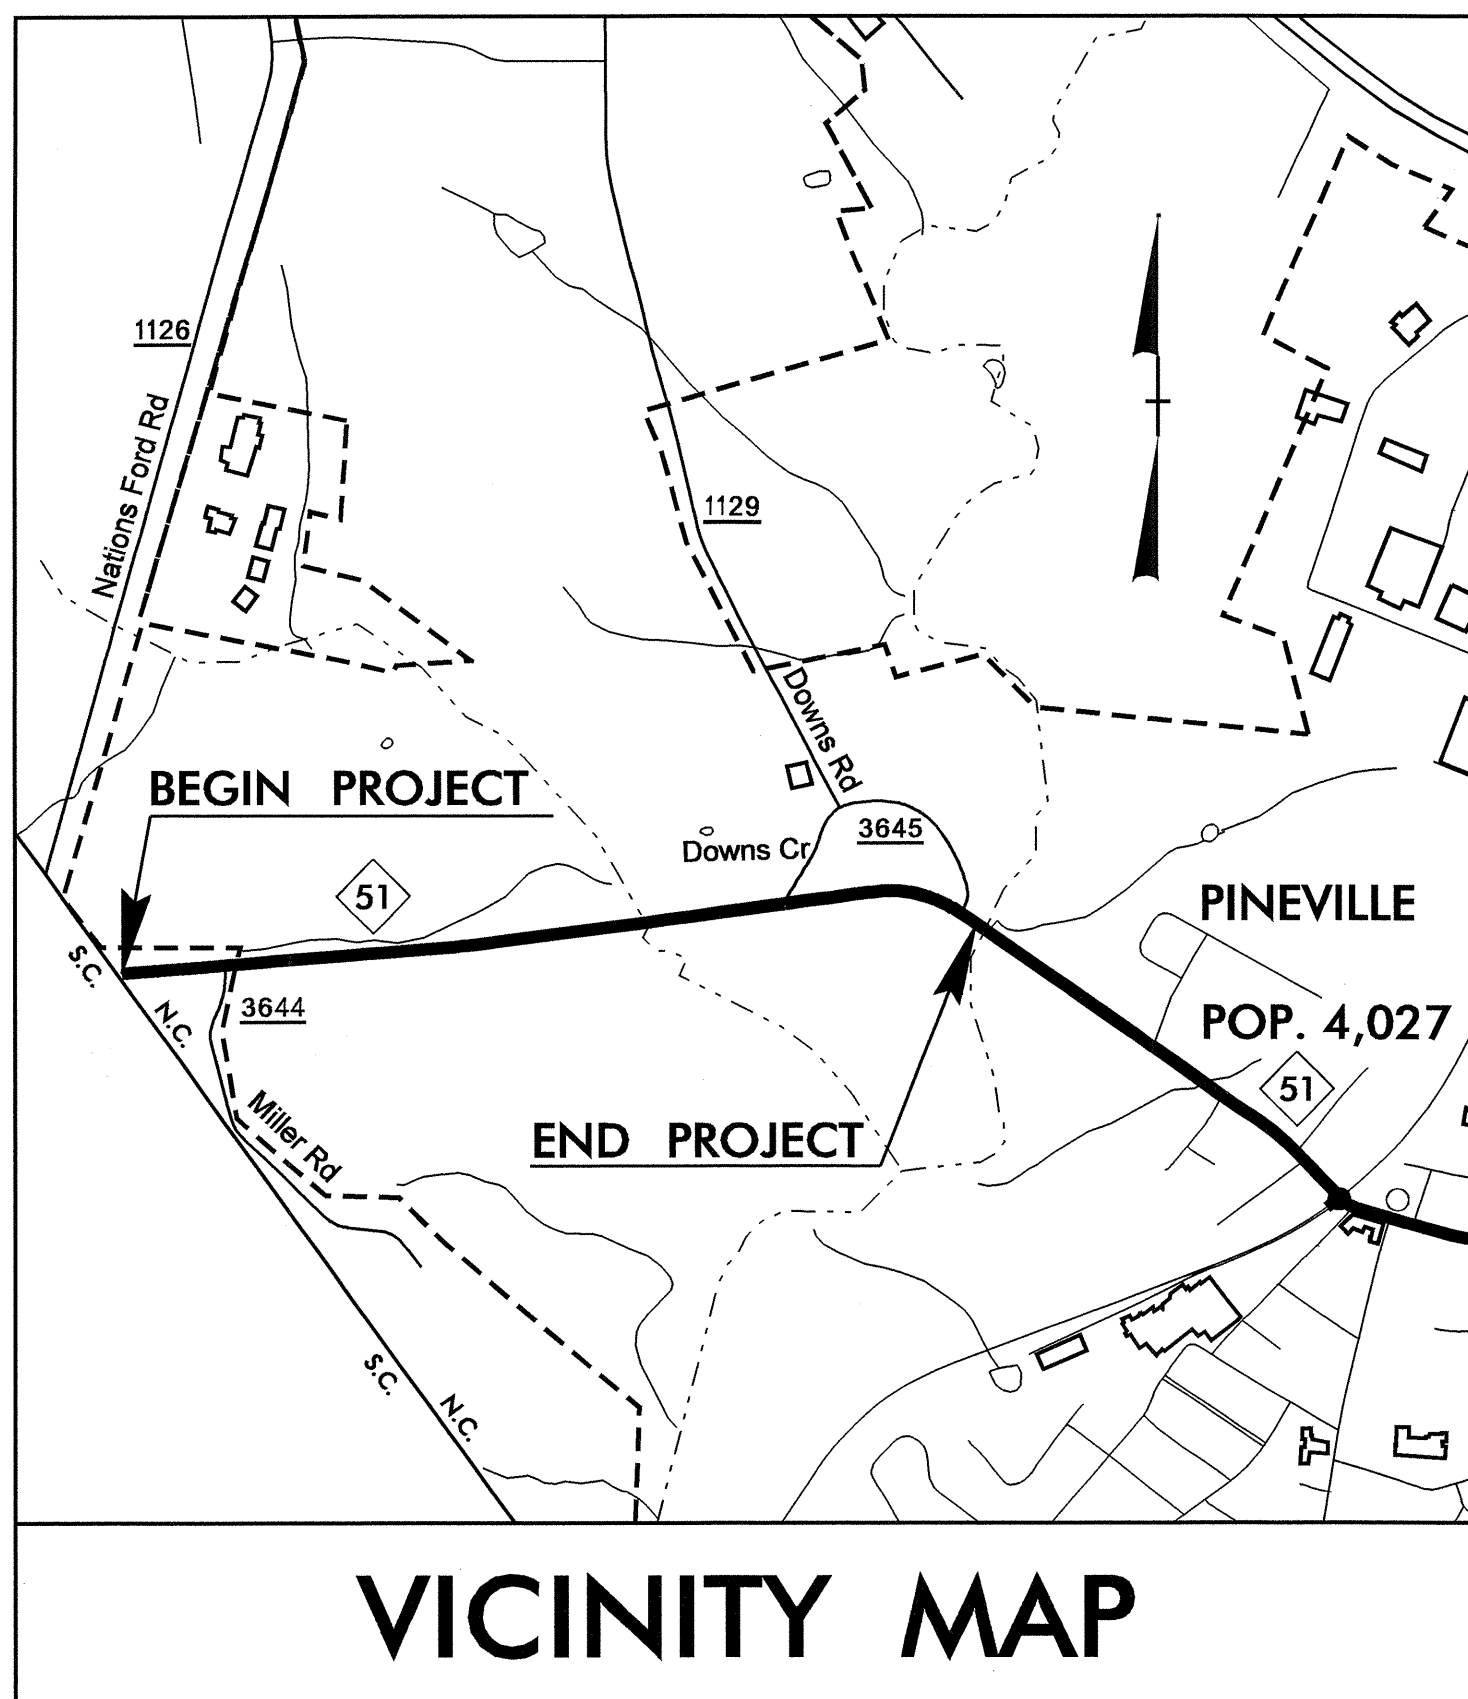 1126
Nations Ford Rd
1129
Downs Rd
BEGIN PROJECT
3645
Downs Cr
51
PINEVILLE
S.C.
N.C.
3644
POP. 4,027
51
Miller Rd
END PROJECT
S.C.
N.C.
VICINITY MAP